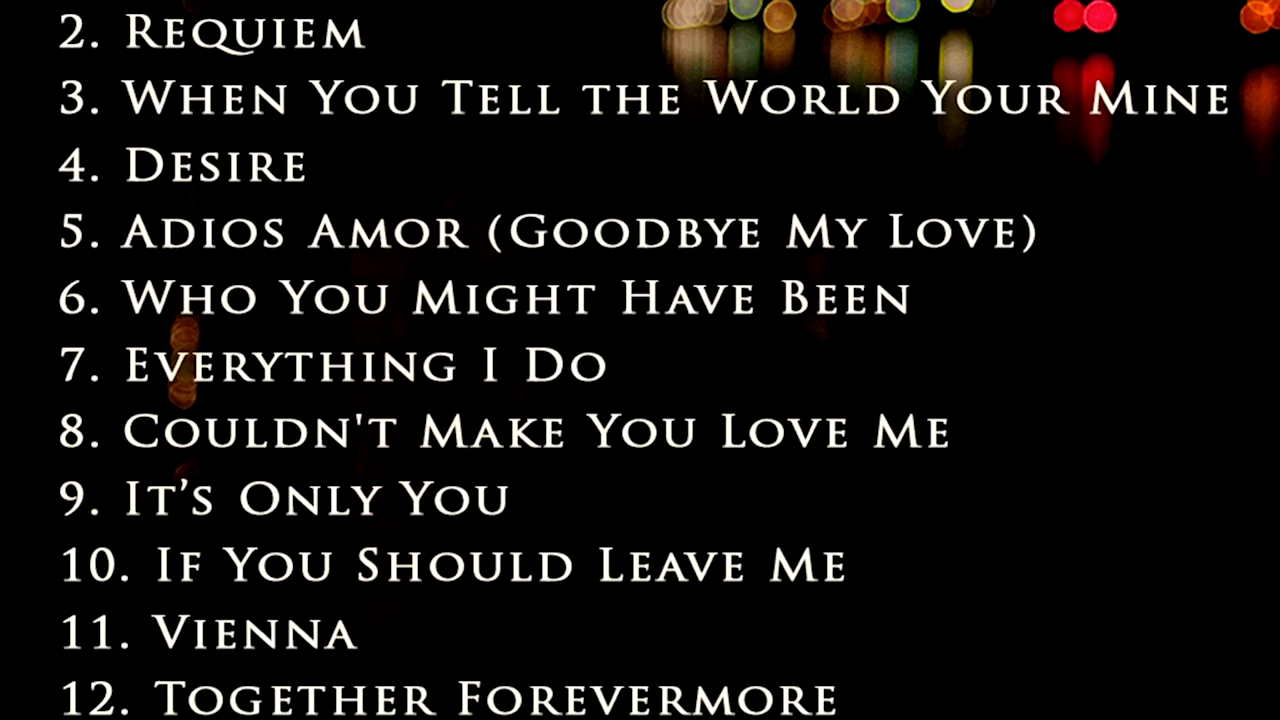 2. Requiem
3. When You Tell the World Your Mine
4. Desire
5. Adios Amor (Goodbye My Love)
6. Who You Might Have Been
7. Everything I Do
8. Couldn't Make You Love Me
9. It’s Only You
10. If You Should Leave Me
11. Vienna
12. Together Forevermore